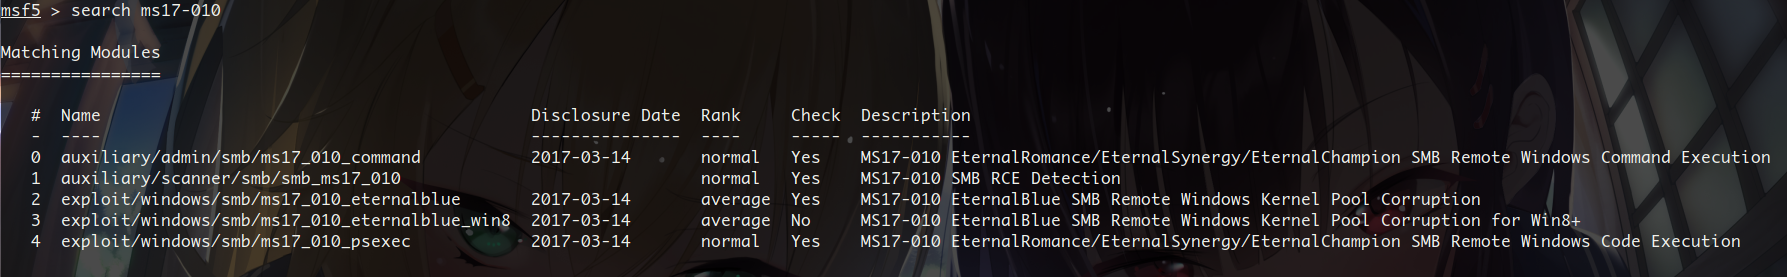 msf5 > search ms17-010
Matching Modules
================
# Name Disclosure Date Rank Check Description
- ---- --------------- ---- ----- -----------
0 auxiliary/admin/smb/ms17_010_command 2017-03-14 normal Yes MS17-010 EternalRomance/EternalSynergy/EternalChampion SMB Remote Windows Command Execution
1 auxiliary/scanner/smb/smb_ms17_010 normal Yes MS17-010 SMB RCE Detection
2 exploit/windows/smb/ms17_010_eternalblue 2017-03-14 average Yes MS17-010 EternalBlue SMB Remote Windows Kernel Pool Corruption
3 exploit/windows/smb/ms17_010_eternalblue_win8 2017-03-14 average No MS17-010 EternalBlue SMB Remote Windows Kernel Pool Corruption for Win8+
4 exploit/windows/smb/ms17_010_psexec 2017-03-14 normal Yes MS17-010 EternalRomance/EternalSynergy/EternalChampion SMB Remote Windows Code Execution